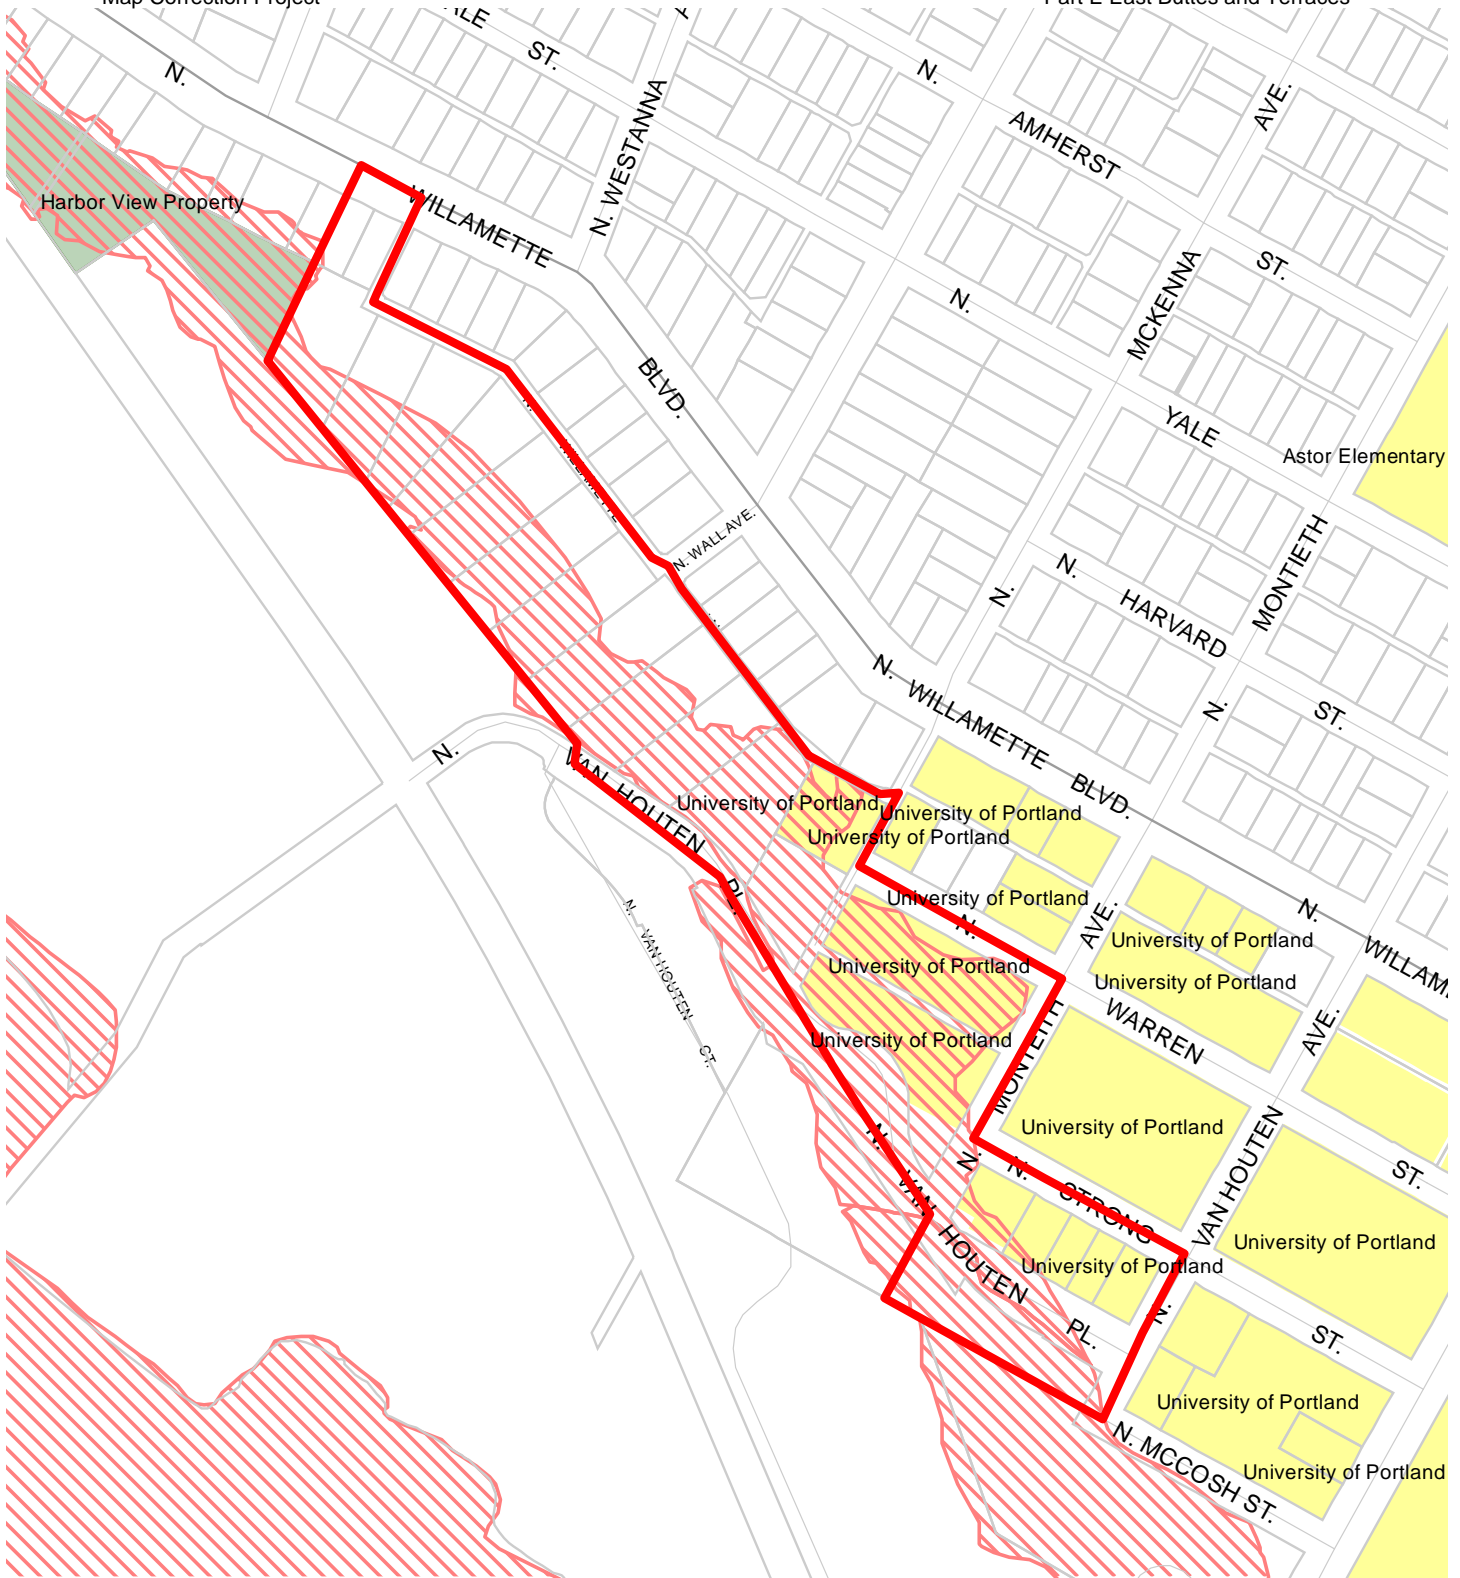 Map Correction Project
Part E East Buttes and Terraces
ALE ST.
N.
N.
AMHERST
AVE.
N. WESTANNA
Harbor View Property
WILLAMETTE
ST.
MCKENNA
N.
BLVD.
YALE
Astor Elementary
N.
WILLAMETTE
N. WALL AVE.
MONTIETH
N.
HARVARD
N.
N.
WILLAMETTE
BLVD.
N.
ST.
N.
VAN HOUTEN
PL.
University of Portland
University of Portland
University of Portland
University of Portland
N.
AVE.
N.
WILLAM
University of Portland
University of Portland
University of Portland
N.
VAN HOUTEN
CT.
WARREN
AVE.
University of Portland
MONTEITH
N.
University of Portland
N.
VAN HOUTEN
PL.
N.
STRONG
VAN HOUTEN
ST.
University of Portland
University of Portland
N.
ST.
University of Portland
N. MCCOSH ST.
University of Portland